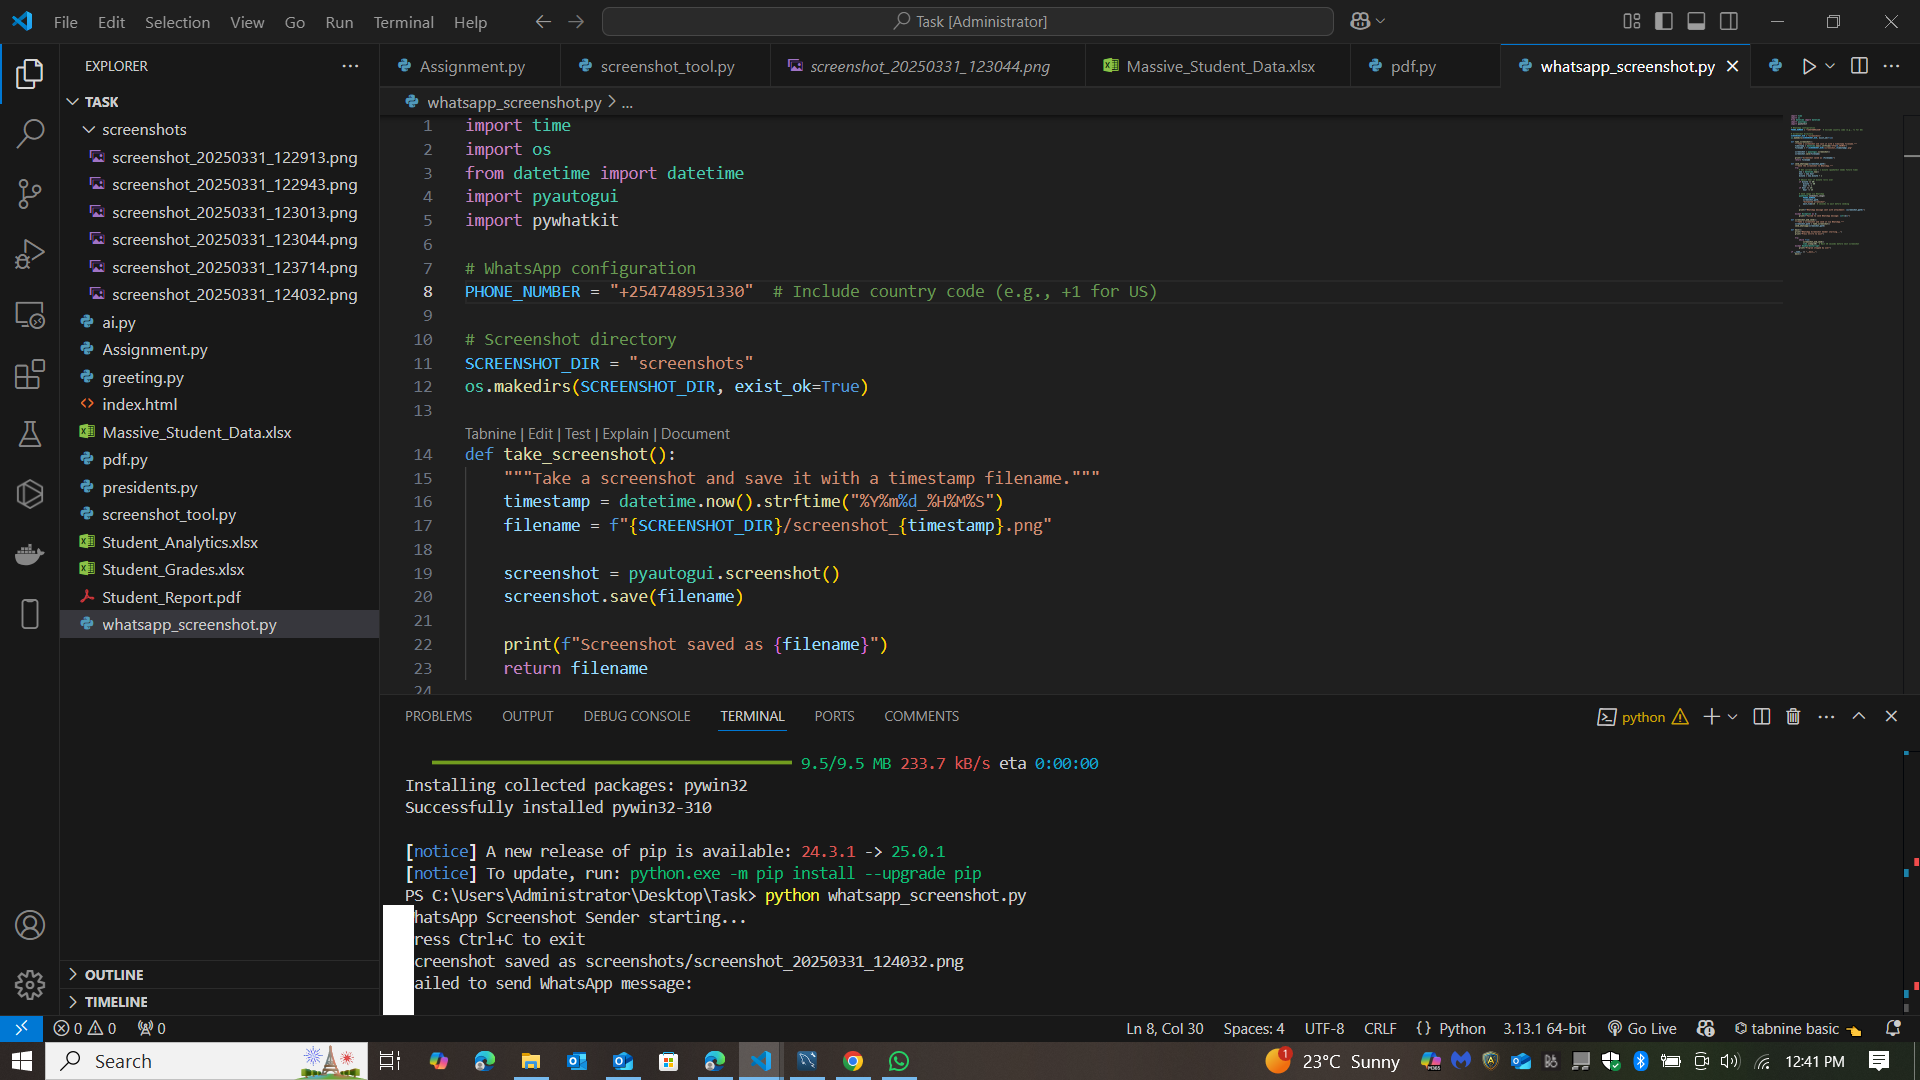 File Edit Selection View Go Run Terminal Help
Task [Administrator]
EXPLORER
TASK
screenshots
screenshot_20250331_122913.png
screenshot_20250331_122943.png
screenshot_20250331_123013.png
screenshot_20250331_123044.png
screenshot_20250331_123714.png
screenshot_20250331_124032.png
ai.py
Assignment.py
greeting.py
index.html
Massive_Student_Data.xlsx
pdf.py
presidents.py
screenshot_tool.py
Student_Analytics.xlsx
Student_Grades.xlsx
Student_Report.pdf
whatsapp_screenshot.py
OUTLINE
TIMELINE
Assignment.py screenshot_tool.py screenshot_20250331_123044.png Massive_Student_Data.xlsx pdf.py whatsapp_screenshot.py
whatsapp_screenshot.py > ...
1 import time
2 import os
3 from datetime import datetime
4 import pyautogui
5 import pywhatkit
6
7 # WhatsApp configuration
8 PHONE_NUMBER = "+254748951330" # Include country code (e.g., +1 for US)
9
10 # Screenshot directory
11 SCREENSHOT_DIR = "screenshots"
12 os.makedirs(SCREENSHOT_DIR, exist_ok=True)
13
Tabnine | Edit | Test | Explain | Document
14 def take_screenshot():
15 """Take a screenshot and save it with a timestamp filename."""
16 timestamp = datetime.now().strftime("%Y%m%d_%H%M%S")
17 filename = f"{SCREENSHOT_DIR}/screenshot_{timestamp}.png"
18
19 screenshot = pyautogui.screenshot()
20 screenshot.save(filename)
21
22 print(f"Screenshot saved as {filename}")
23 return filename
24
PROBLEMS OUTPUT DEBUG CONSOLE TERMINAL PORTS COMMENTS
python
9.5/9.5 MB 233.7 kB/s eta 0:00:00
Installing collected packages: pywin32
Successfully installed pywin32-310
[notice] A new release of pip is available: 24.3.1 -> 25.0.1
[notice] To update, run: python.exe -m pip install --upgrade pip
PS C:\Users\Administrator\Desktop\Task> python whatsapp_screenshot.py
hatsApp Screenshot Sender starting...
ress Ctrl+C to exit
creenshot saved as screenshots/screenshot_20250331_124032.png
ailed to send WhatsApp message:
0 0 0
Ln 8, Col 30 Spaces: 4 UTF-8 CRLF {} Python 3.13.1 64-bit Go Live tabnine basic
Search
1 23°C Sunny
12:41 PM